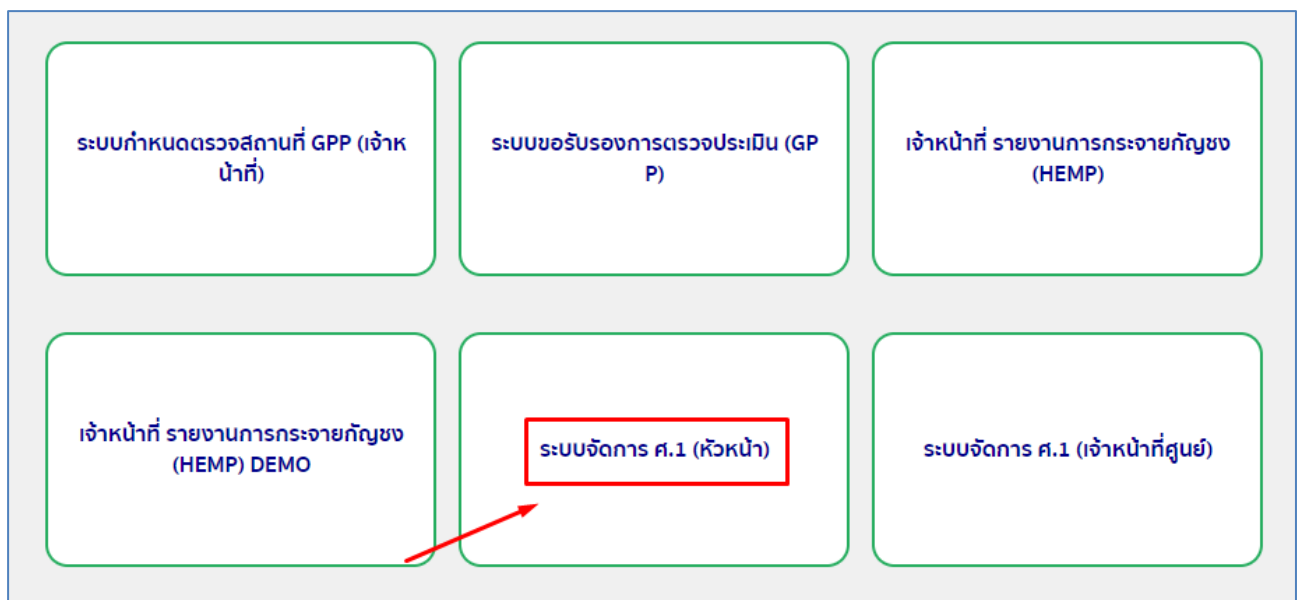 ระบบกำหนดตรวจสถานที่ GPP (เจ้าห
น้าที่)
ระบบขอรับรองการตรวจประเมิน (GP
P)
เจ้าหน้าที่ รายงานการกระจายกัญชง
(HEMP)
เจ้าหน้าที่ รายงานการกระจายกัญชง
(HEMP) DEMO
ระบบจัดการ ศ.1 (หัวหน้า)
ระบบจัดการ ศ.1 (เจ้าหน้าที่ศูนย์)